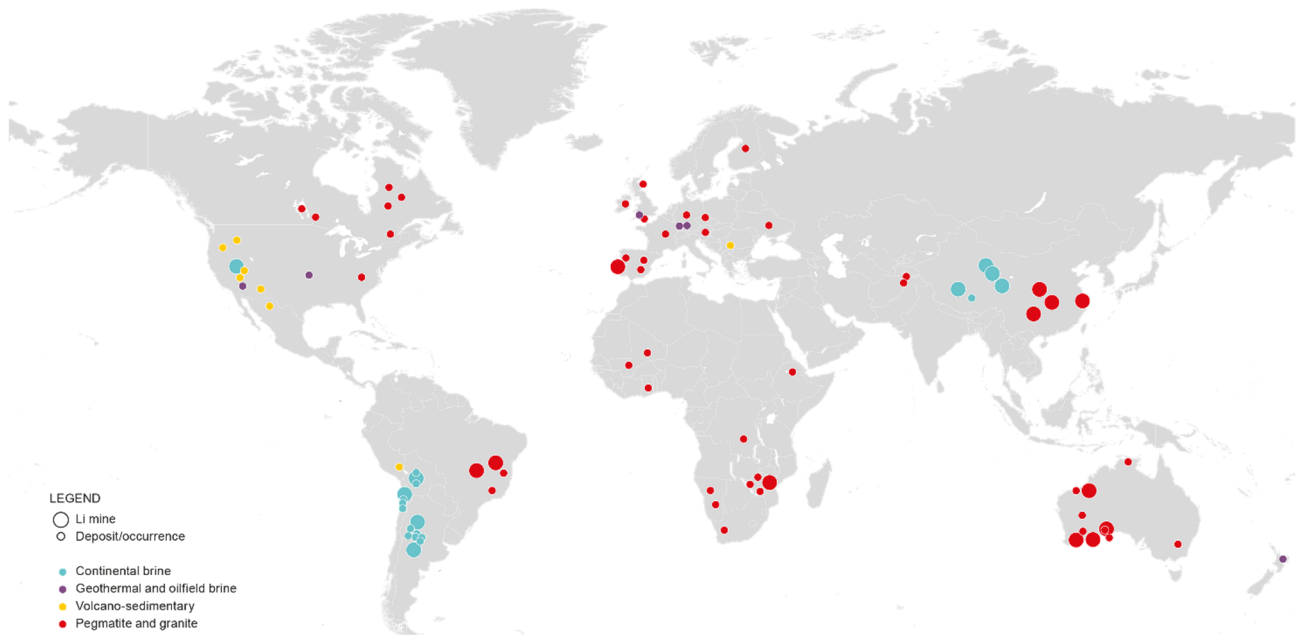 LEGEND
Li mine
Deposit/occurrence
Continental brine
Geothermal and oilfield brine
Volcano-sedimentary
Pegmatite and granite